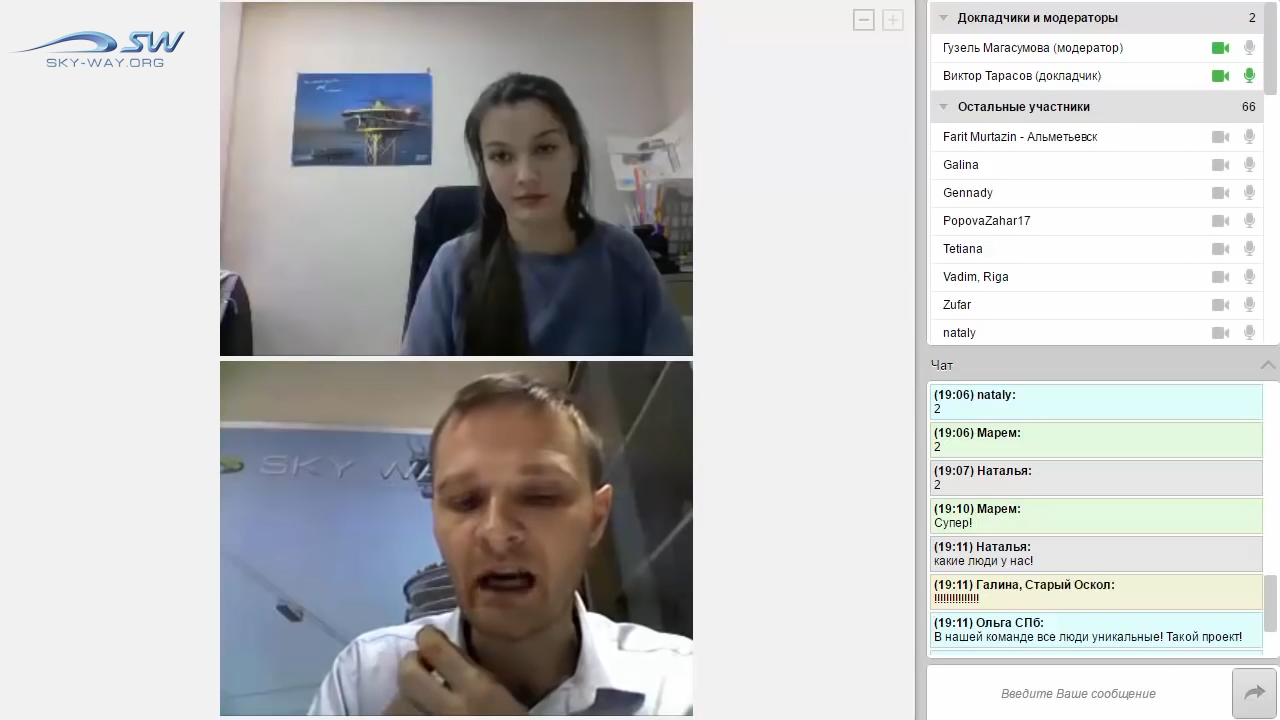 SW
SKY-WAY.ORG
SKY WA
Докладчики и модераторы 2
Гузель Магасумова (модератор)
Виктор Тарасов (докладчик)
Остальные участники 66
Farit Murtazin - Альметьевск
Galina
Gennady
PopovaZahar17
Tetiana
Vadim, Riga
Zufar
nataly
Чат
(19:06) nataly:
2
(19:06) Марем:
2
(19:07) Наталья:
2
(19:10) Марем:
Супер!
(19:11) Наталья:
какие люди у нас!
(19:11) Галина, Старый Оскол:
!!!!!!!!!!!!!!!
(19:11) Ольга СПб:
В нашей команде все люди уникальные! Такой проект!
Введите Ваше сообщение